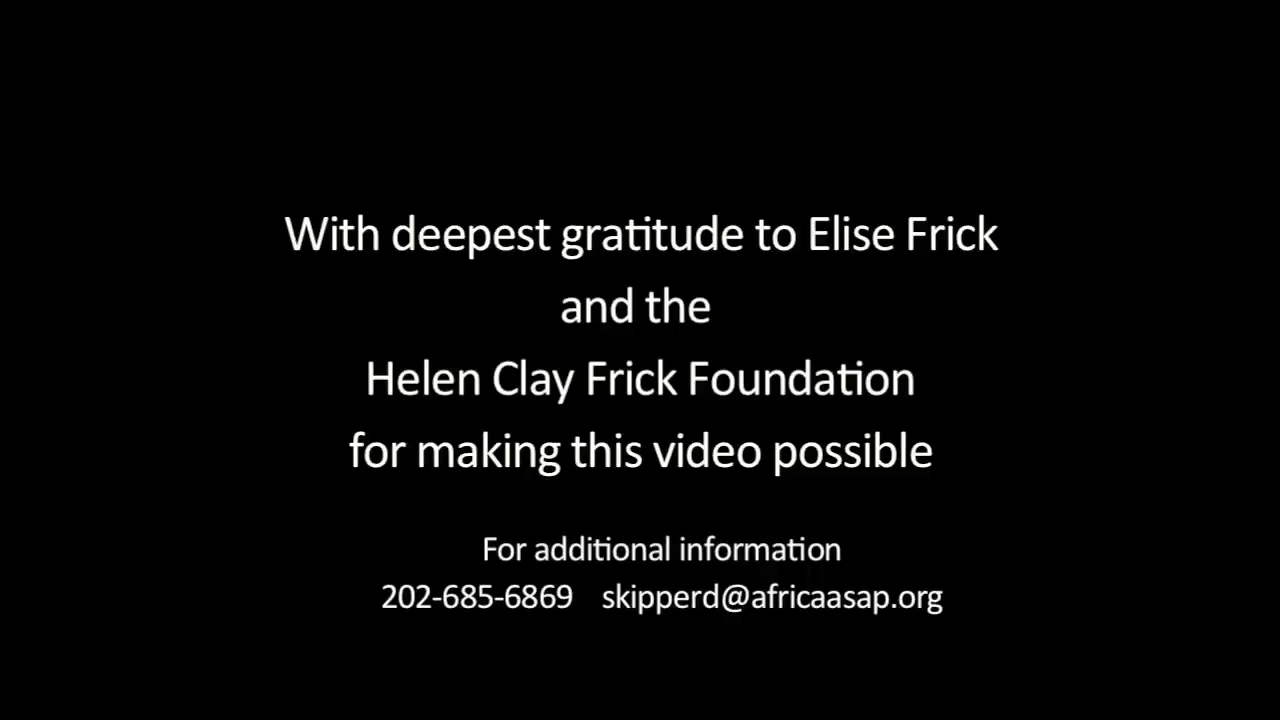 With deepest gratitude to Elise Frick
and the
Helen Clay Frick Foundation
for making this video possible
For additional information
202-685-6869 skipperd@africaasap.org